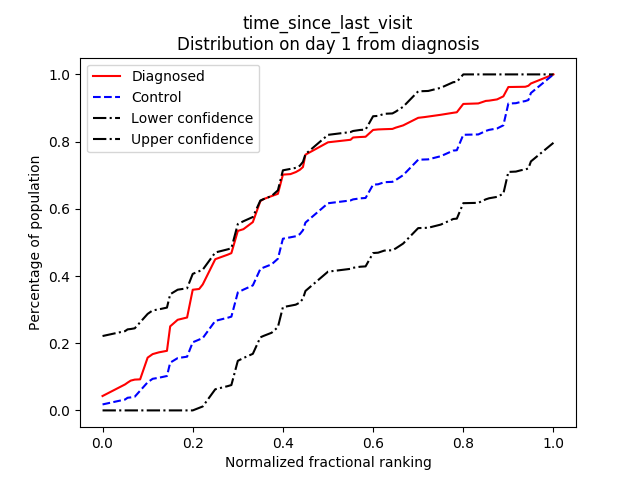 time_since_last_visit
Distribution on day 1 from diagnosis
Diagnosed
Control
Lower confidence
Upper confidence
Percentage of population
1.0
0.8
0.6
0.4
0.2
0.0
0.0 0.2 0.4 0.6 0.8 1.0
Normalized fractional ranking